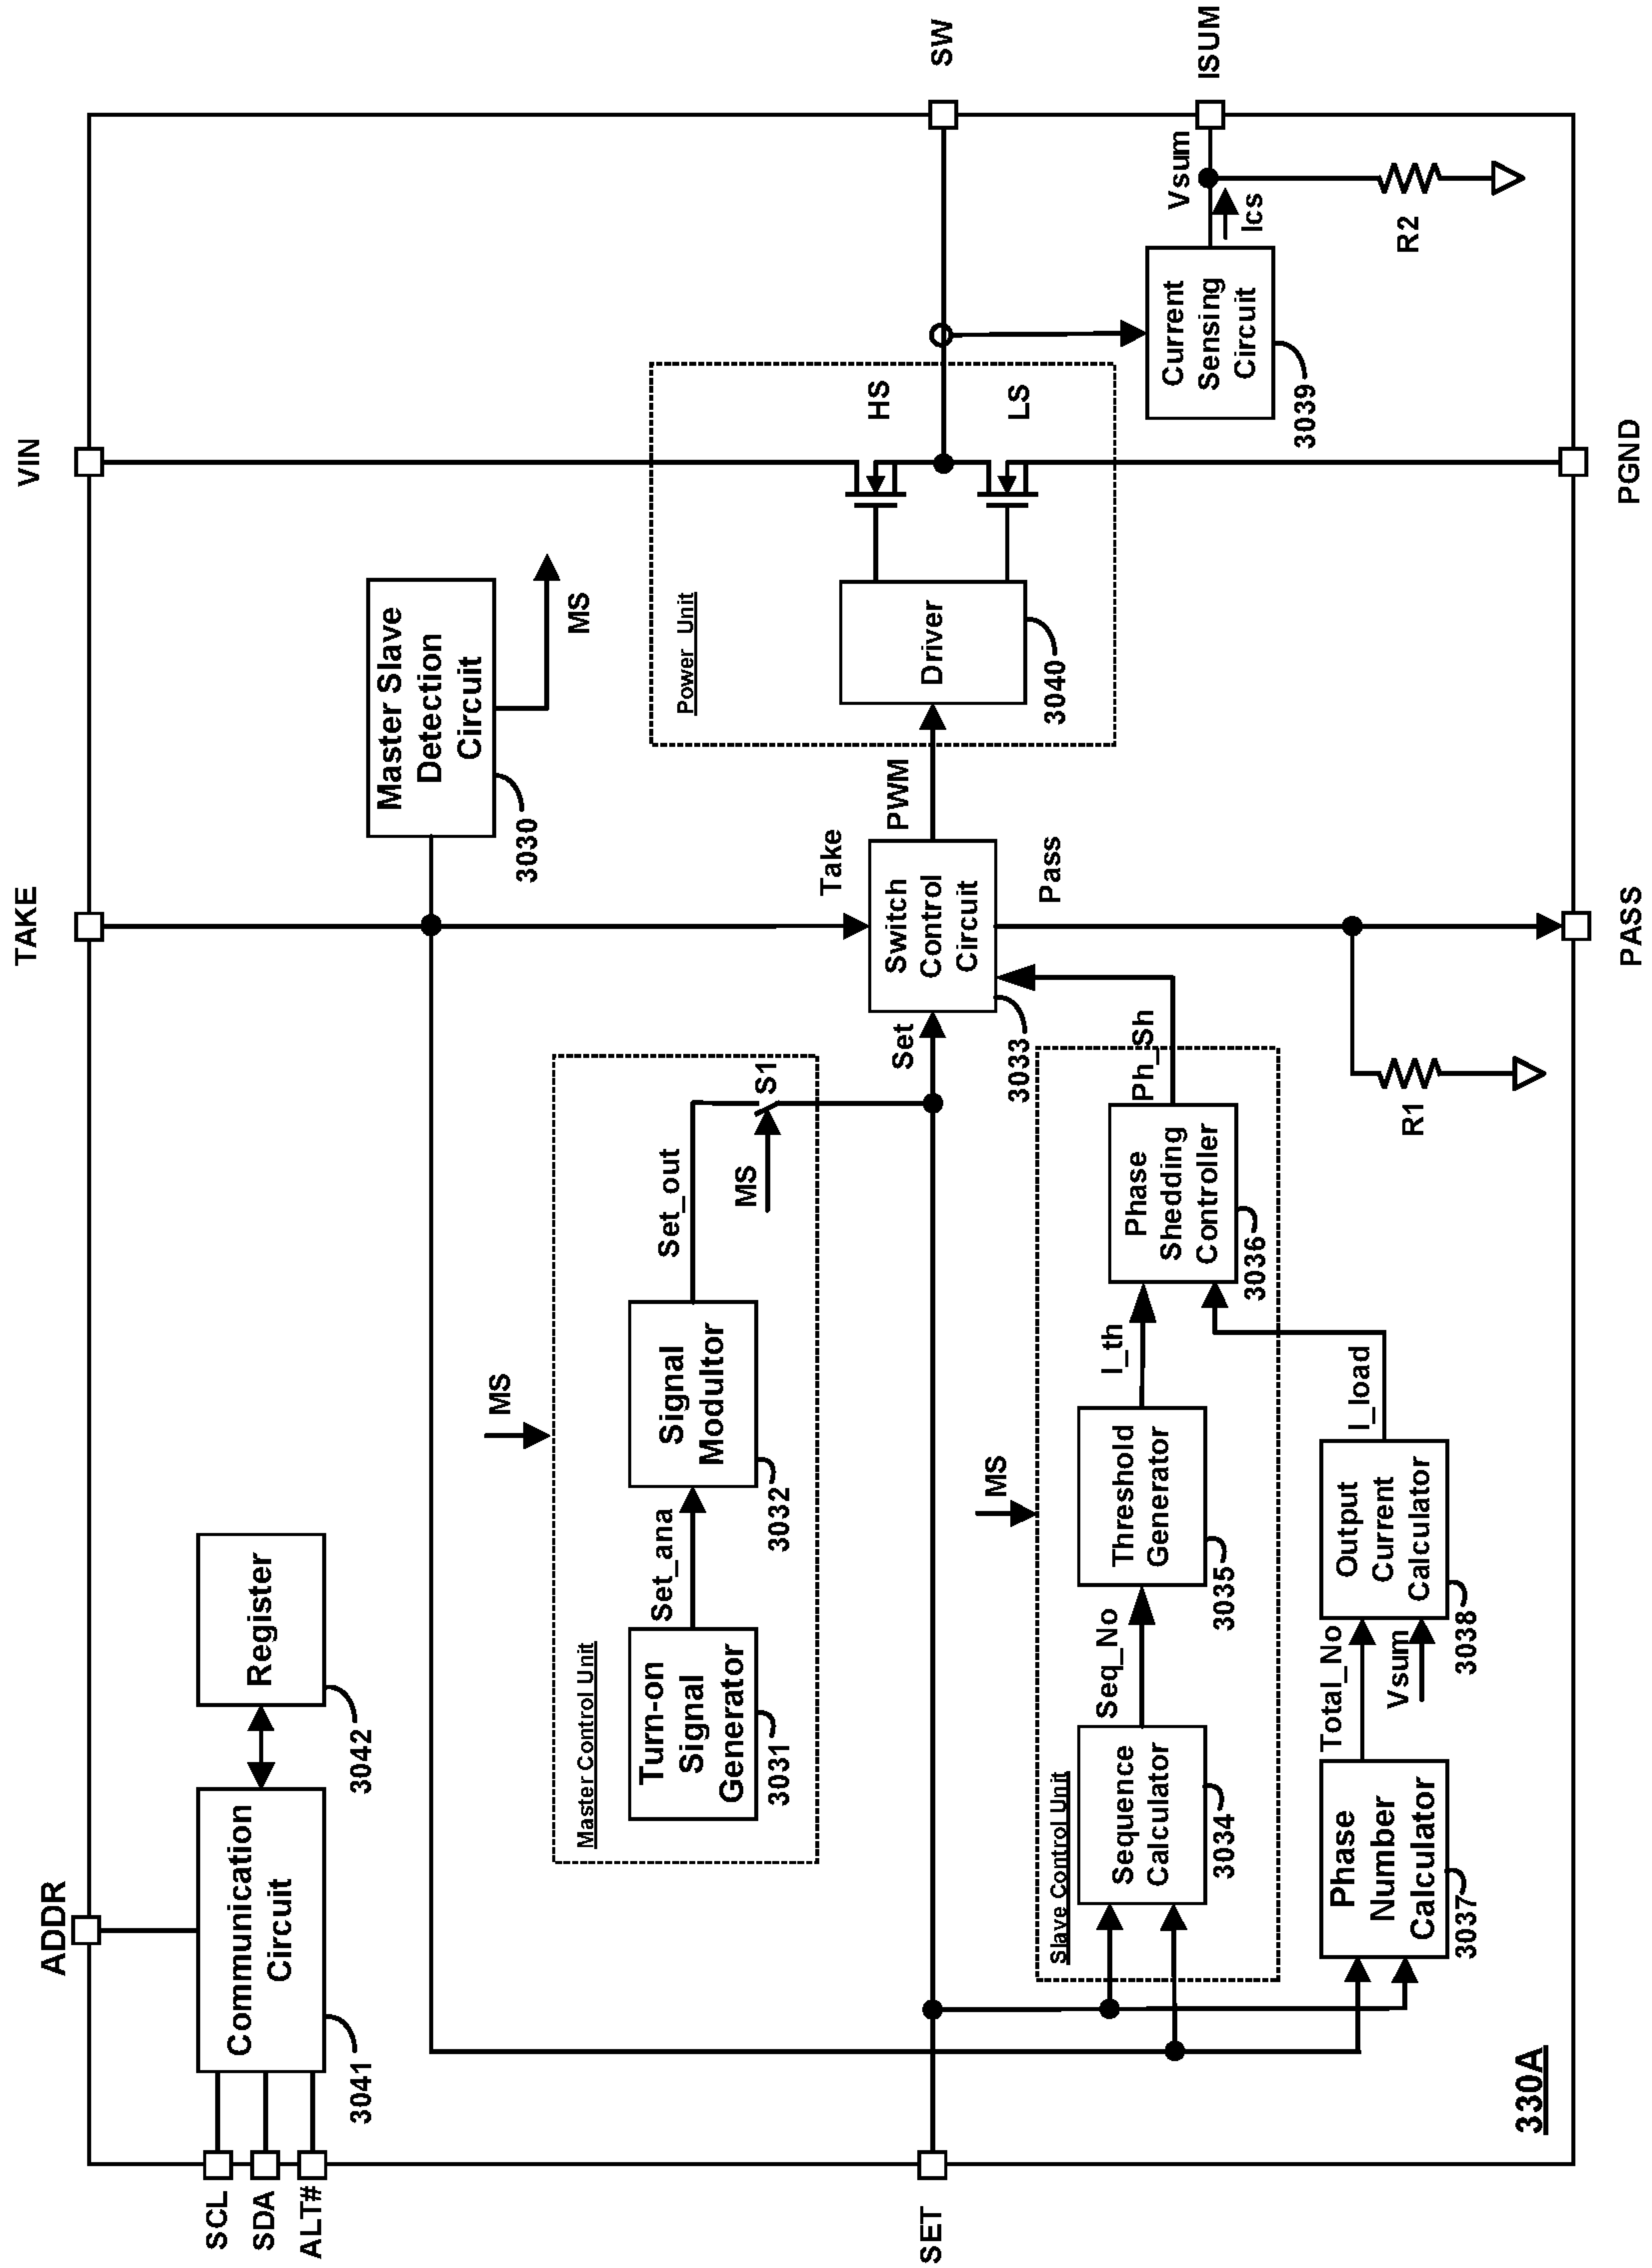 ADDR
TAKE
VIN
SCL
SDA
ALT#
Communication
Circuit
3041
Register
3042
Master Slave
Detection
Circuit
3030
MS
MS
Master Control Unit
Turn-on
Signal
Generator
3031
Set_ana
Signal
Modultor
3032
Set_out
MS
S1
SET
Set
Take
Switch
Control
Circuit
3033
PWM
Pass
Power Unit
Driver
3040
HS
LS
SW
MS
Slave Control Unit
Sequence
Calculator
3034
Seq_No
Threshold
Generator
3035
I_th
Phase
Shedding
Controller
3036
Ph_Sh
Phase
Number
Calculator
3037
Total_No
Vsum
Output
Current
Calculator
3038
I_load
Current
Sensing
Circuit
3039
Vsum
Ics
ISUM
R2
R1
330A
PASS
PGND